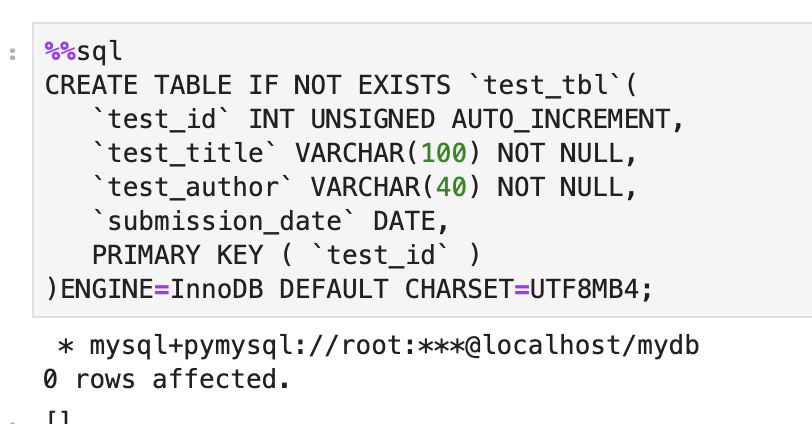 %%sql
CREATE TABLE IF NOT EXISTS `test_tbl`(
   `test_id` INT UNSIGNED AUTO_INCREMENT,
   `test_title` VARCHAR(100) NOT NULL,
   `test_author` VARCHAR(40) NOT NULL,
   `submission_date` DATE,
   PRIMARY KEY ( `test_id` )
)ENGINE=InnoDB DEFAULT CHARSET=UTF8MB4;
 * mysql+pymysql://root:***@localhost/mydb
0 rows affected.
[]